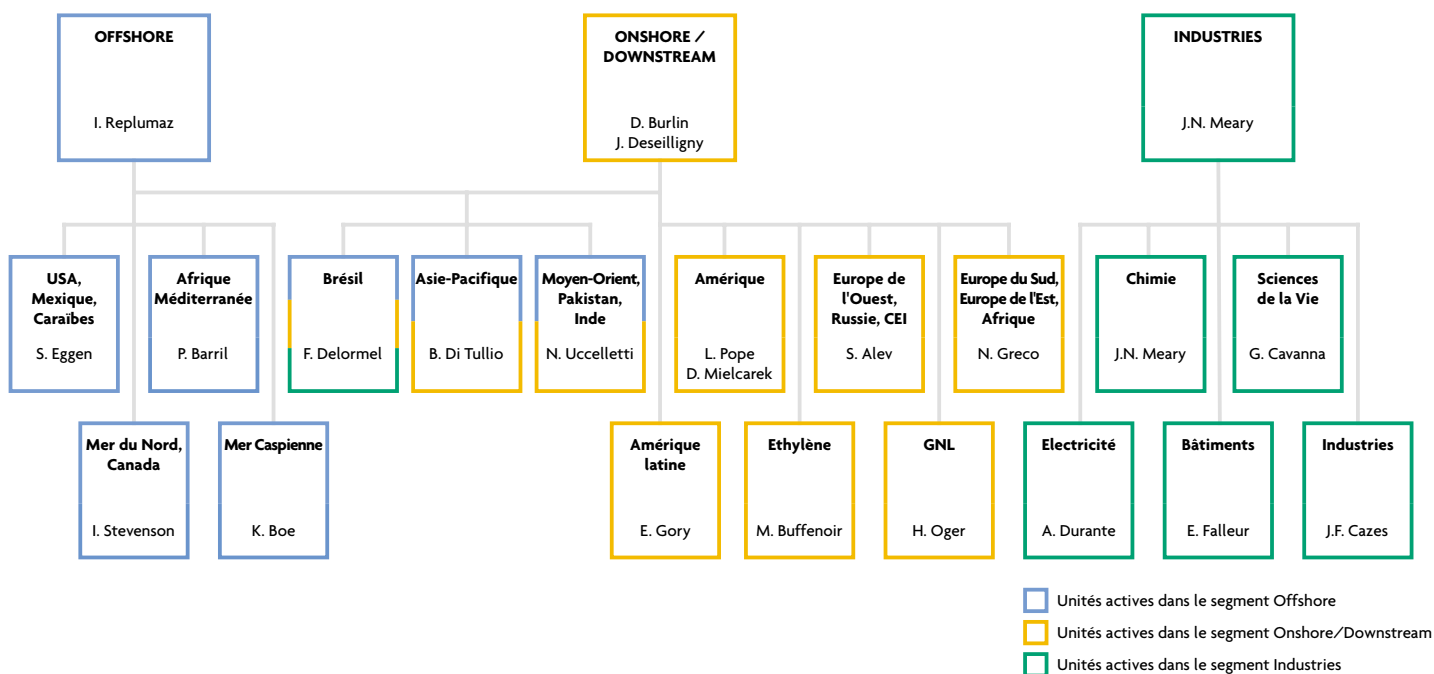 OFFSHORE
I. Replumaz
ONSHORE /
DOWNSTREAM
D. Burlin
J. Deseilligny
INDUSTRIES
J.N. Meary
USA,
Mexique,
Caraïbes
S. Eggen
Afrique
Méditerranée
P. Barril
Brésil
F. Delormel
Asie-Pacifique
B. Di Tullio
Moyen-Orient,
Pakistan,
Inde
N. Uccelletti
Amérique
L. Pope
D. Mielcarek
Europe de
l'Ouest,
Russie, CEI
S. Alev
Europe du Sud,
Europe de l'Est,
Afrique
N. Greco
Chimie
J.N. Meary
Sciences
de la Vie
G. Cavanna
Mer du Nord,
Canada
I. Stevenson
Mer Caspienne
K. Boe
Amérique
latine
E. Gory
Ethylène
M. Buffenoir
GNL
H. Oger
Electricité
A. Durante
Bâtiments
E. Falleur
Industries
J.F. Cazes
Unités actives dans le segment Offshore
Unités actives dans le segment Onshore/Downstream
Unités actives dans le segment Industries